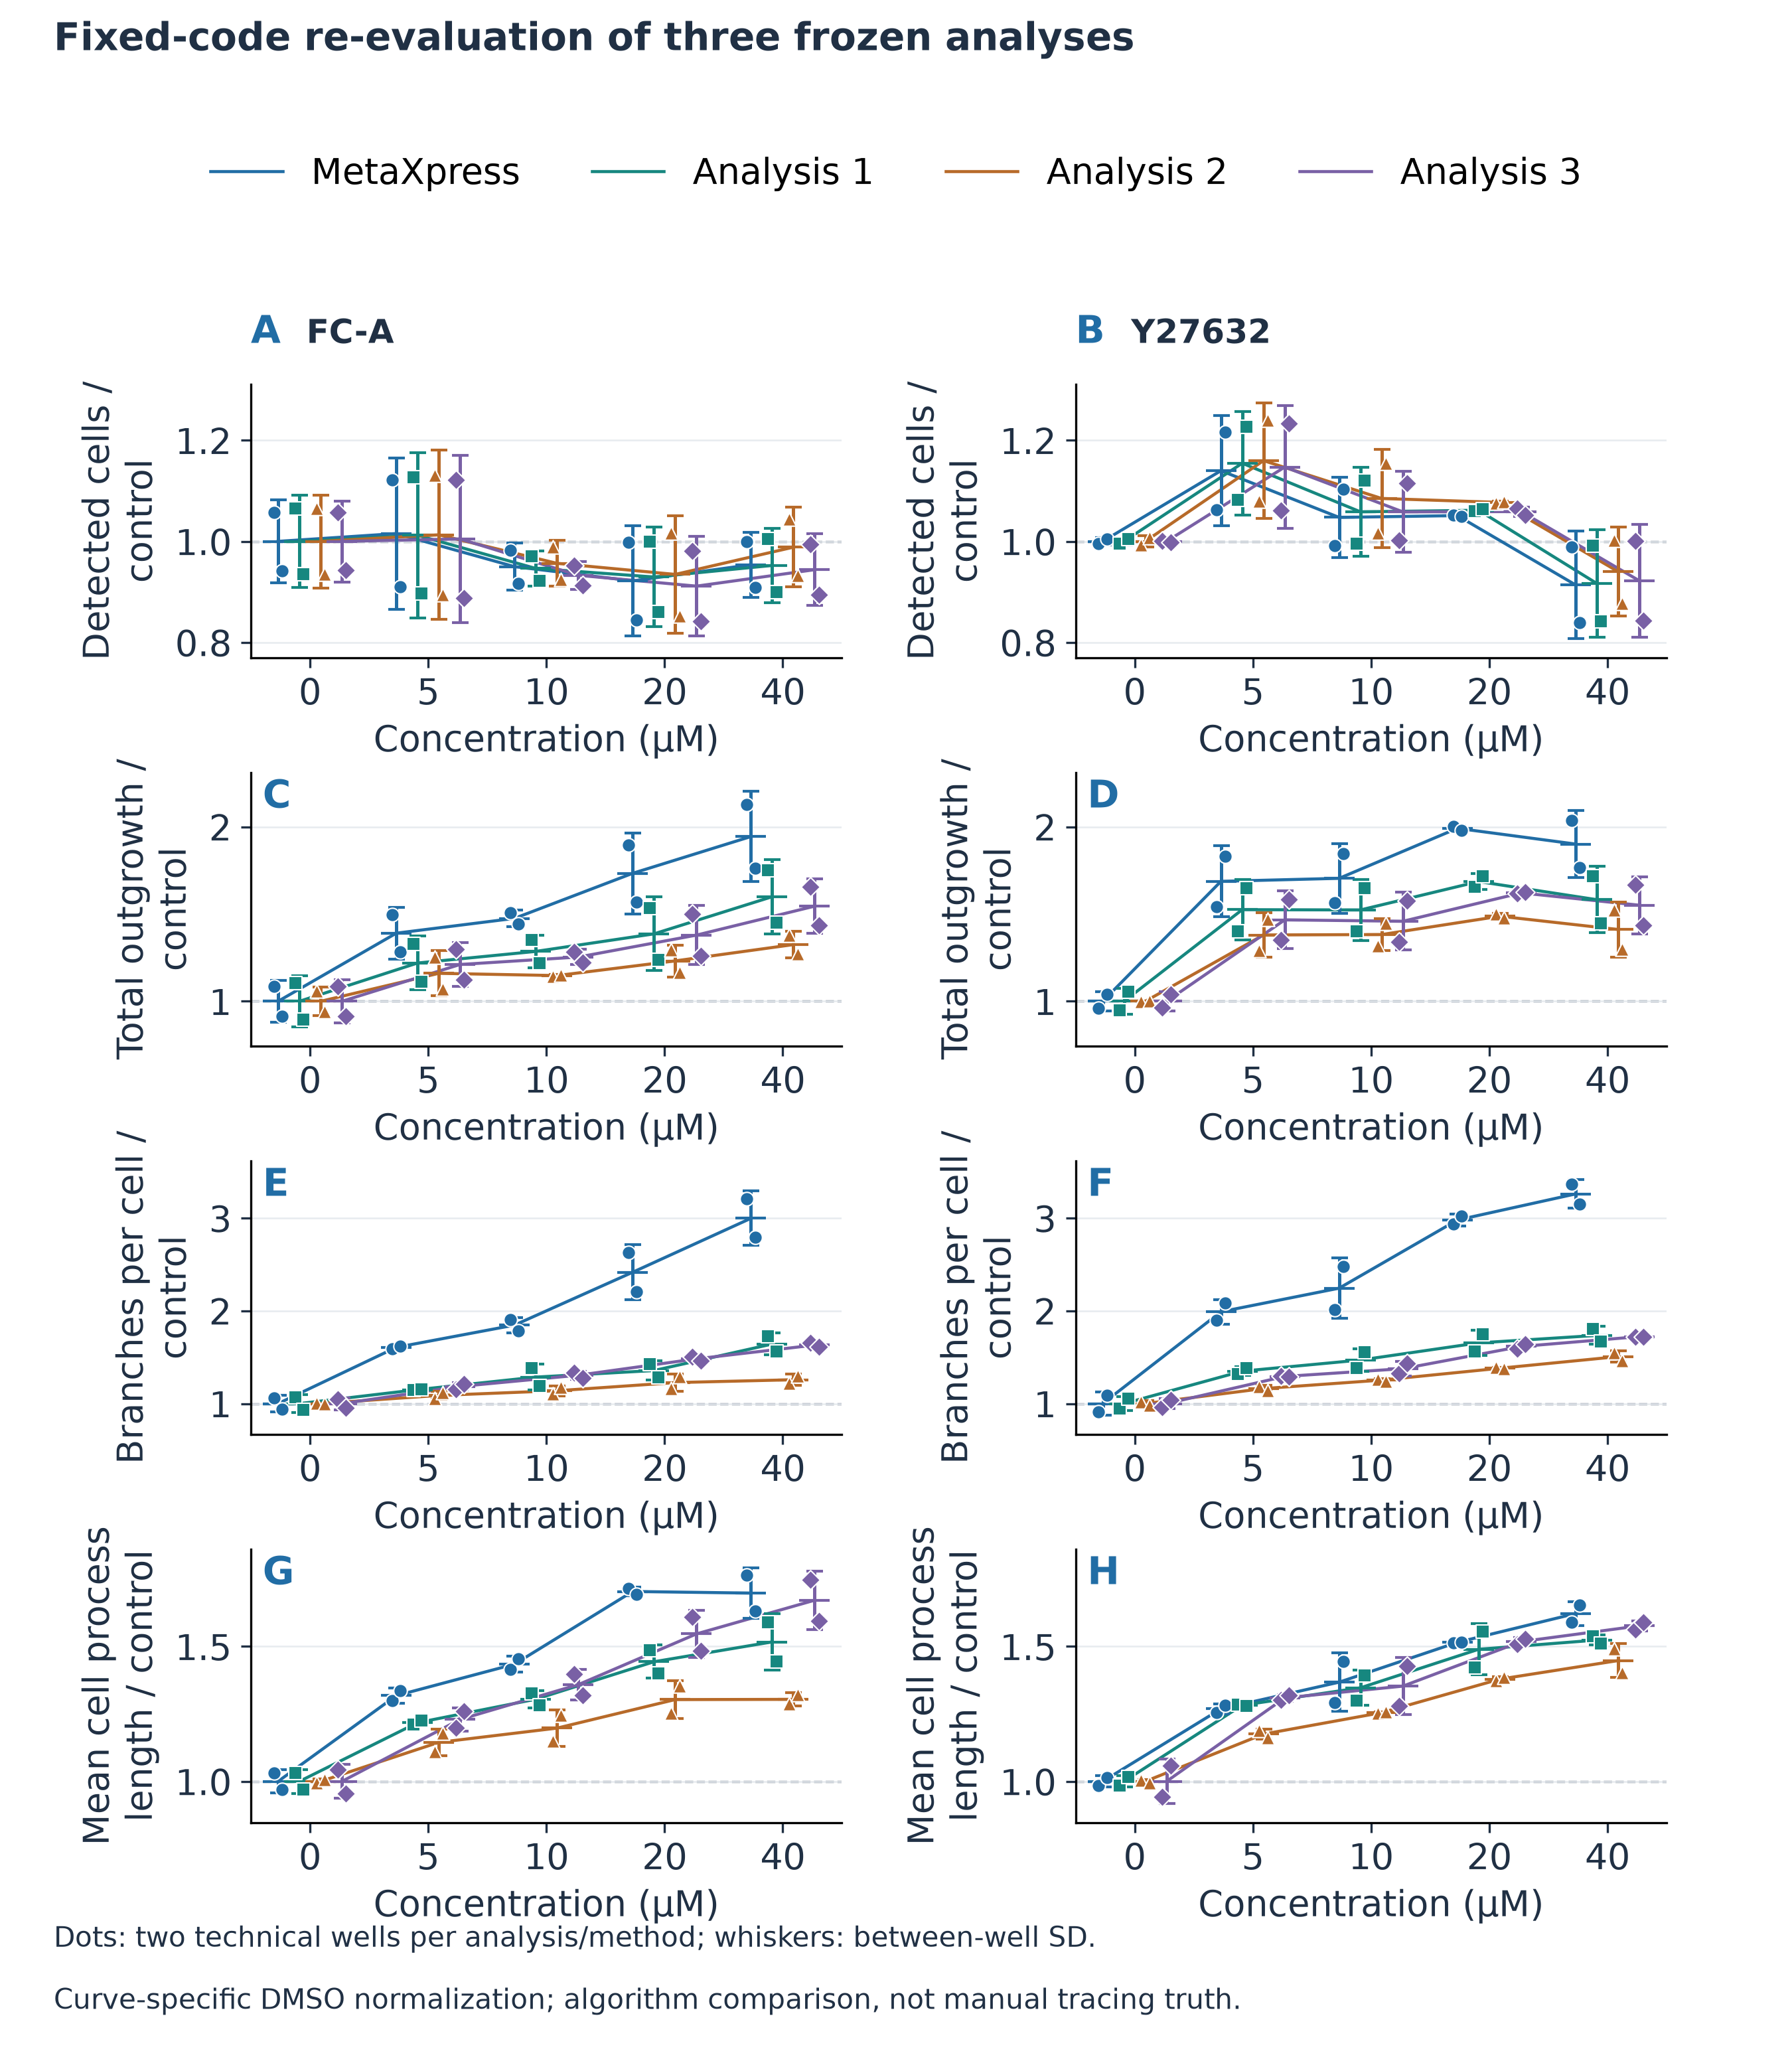 Fixed-code re-evaluation of three frozen analyses
MetaXpress Analysis 1 Analysis 2 Analysis 3
A FC-A
Detected cells /
control
1.2
1.0
0.8
0 5 10 20 40
Concentration (µM)
B Y27632
Detected cells /
control
1.2
1.0
0.8
0 5 10 20 40
Concentration (µM)
C
Total outgrowth /
control
2
1
0 5 10 20 40
Concentration (µM)
D
Total outgrowth /
control
2
1
0 5 10 20 40
Concentration (µM)
E
Branches per cell /
control
3
2
1
0 5 10 20 40
Concentration (µM)
F
Branches per cell /
control
3
2
1
0 5 10 20 40
Concentration (µM)
G
Mean cell process
length / control
1.5
1.0
0 5 10 20 40
Concentration (µM)
H
Mean cell process
length / control
1.5
1.0
0 5 10 20 40
Concentration (µM)
Dots: two technical wells per analysis/method; whiskers: between-well SD.
Curve-specific DMSO normalization; algorithm comparison, not manual tracing truth.